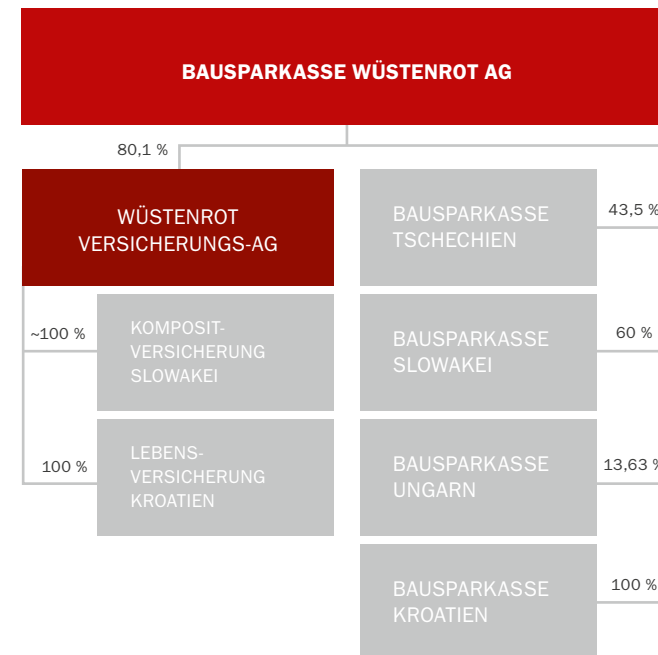 BAUSPARKASSE WÜSTENROT AG
80,1 %
WÜSTENROT
VERSICHERUNGS-AG
~100 %
KOMPOSIT-
VERSICHERUNG
SLOWAKEI
100 %
LEBENS-
VERSICHERUNG
KROATIEN
BAUSPARKASSE
TSCHECHIEN
43,5 %
BAUSPARKASSE
SLOWAKEI
60 %
BAUSPARKASSE
UNGARN
13,63 %
BAUSPARKASSE
KROATIEN
100 %